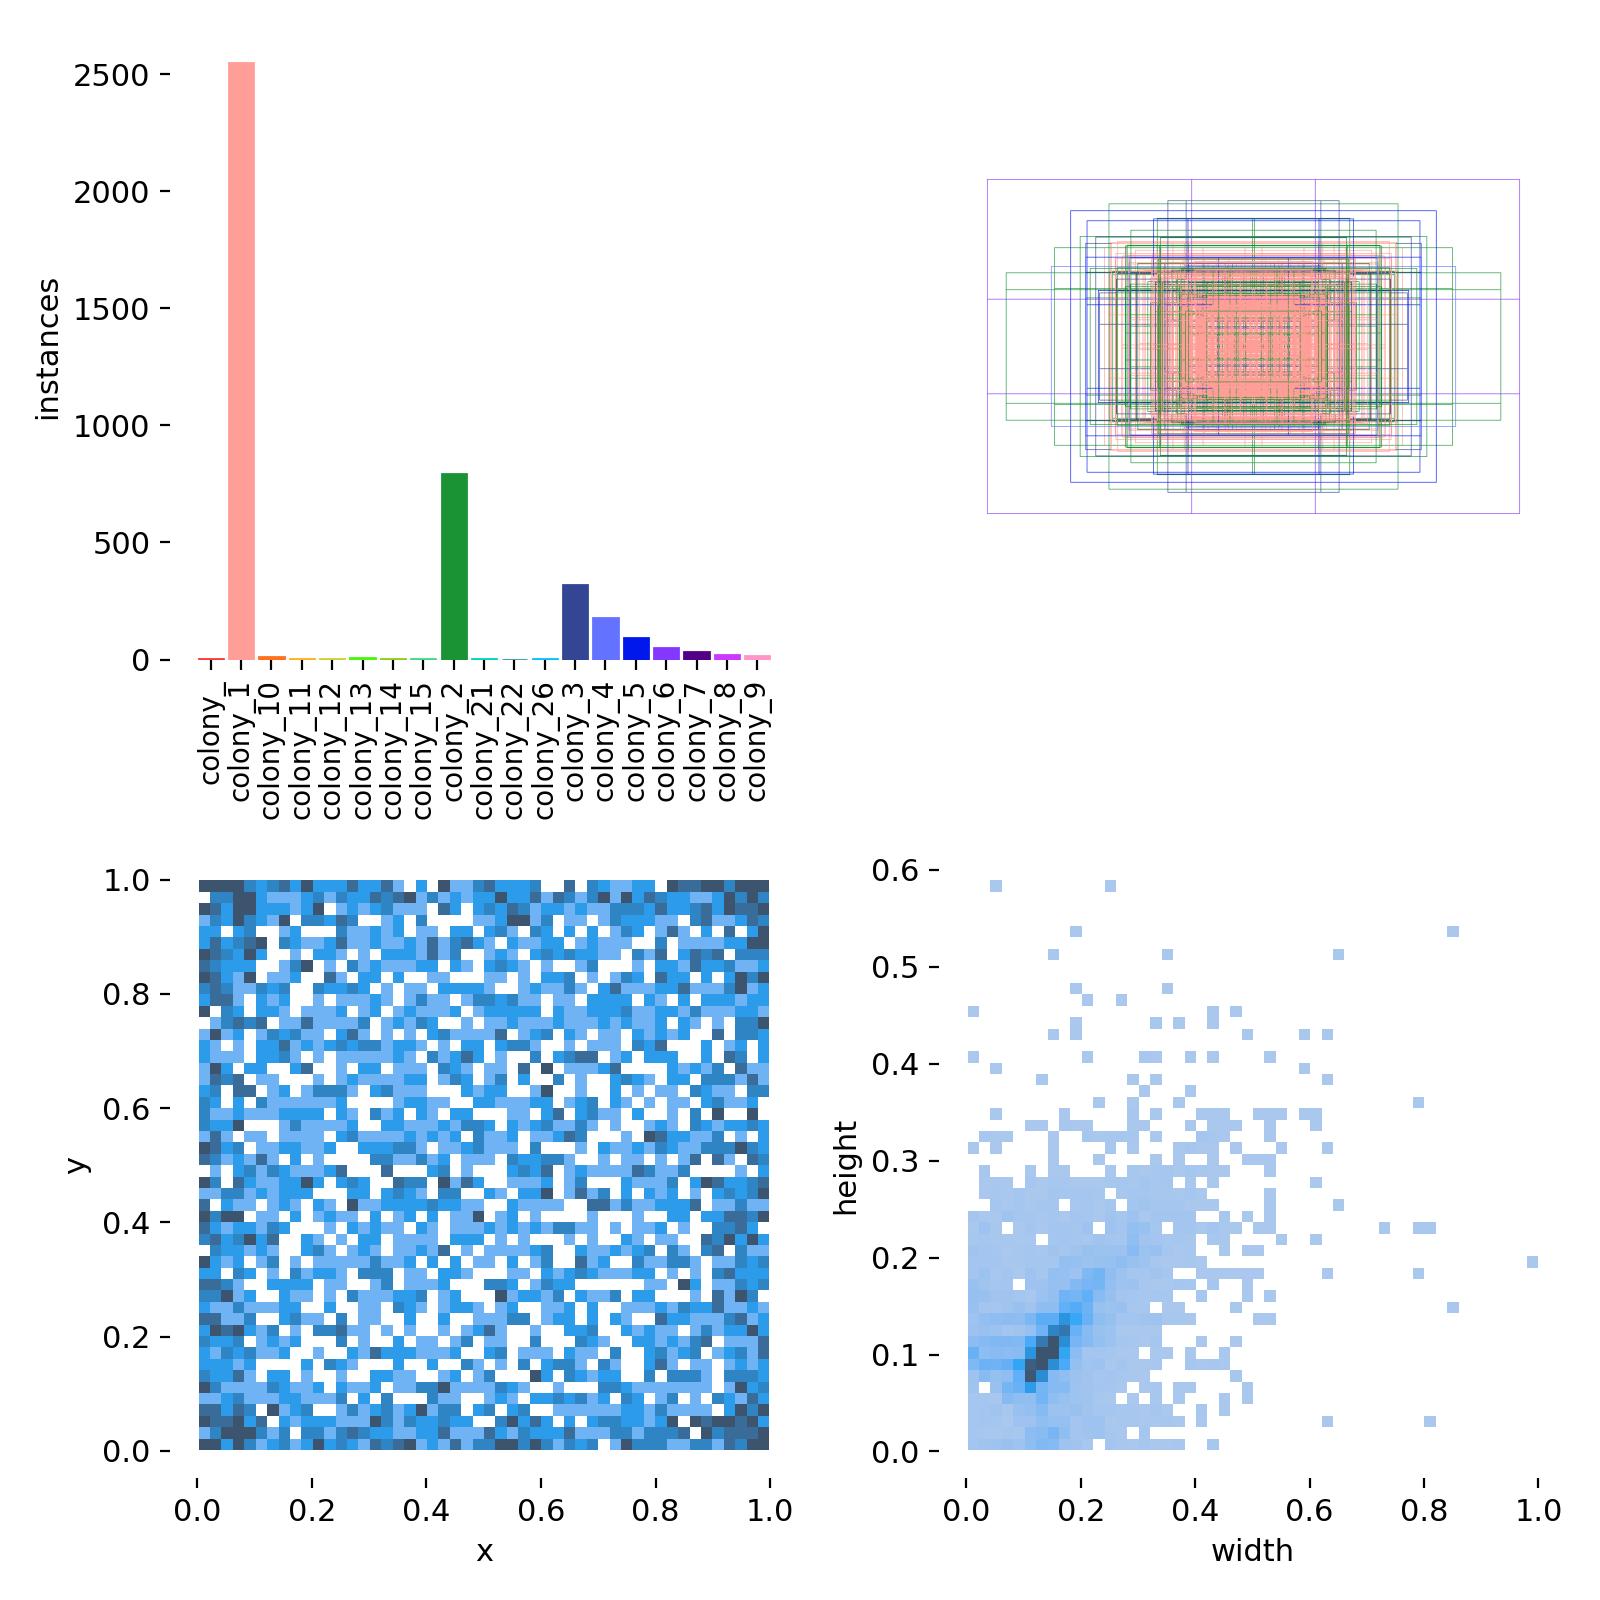 2500
2000
1500
1000
500
0
instances
colony_
colony_1
colony_10
colony_11
colony_12
colony_13
colony_14
colony_15
colony_2
colony_21
colony_22
colony_26
colony_3
colony_4
colony_5
colony_6
colony_7
colony_8
colony_9
1.0
0.8
0.6
0.4
0.2
0.0
y
0.0 0.2 0.4 0.6 0.8 1.0
x
0.6
0.5
0.4
0.3
0.2
0.1
0.0
height
0.0 0.2 0.4 0.6 0.8 1.0
width